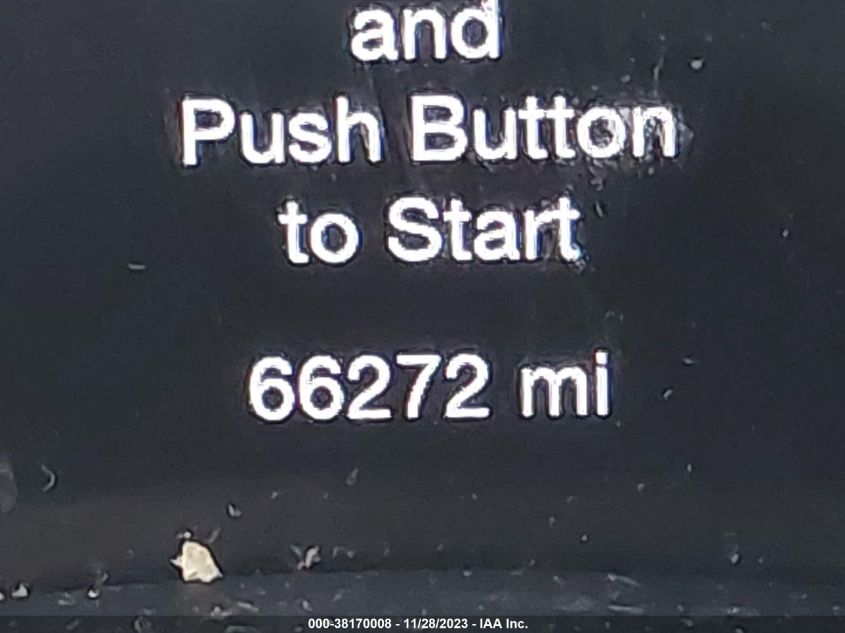 and
Push Button
to Start
66272 mi
000-38170008 - 11/28/2023 - IAA Inc.